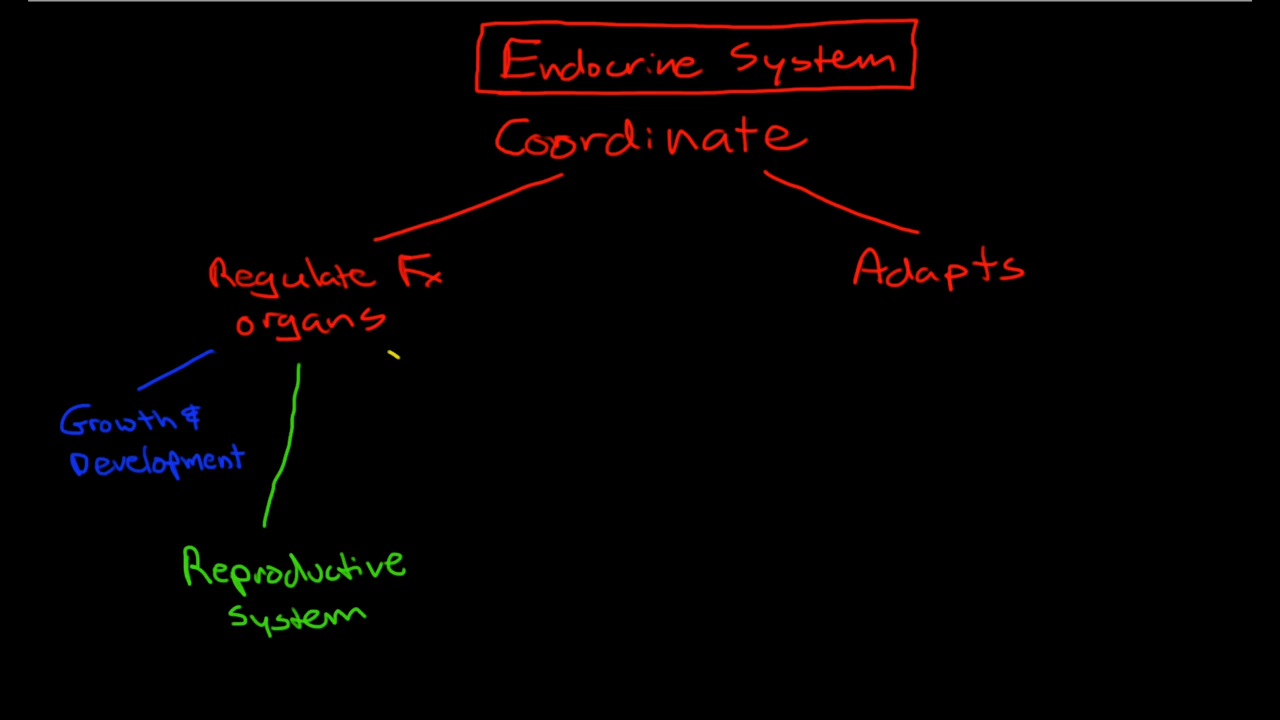 Endocrine System
Coordinate
Regulate Fx
organs
Adapts
Growth &
Development
Reproductive
System